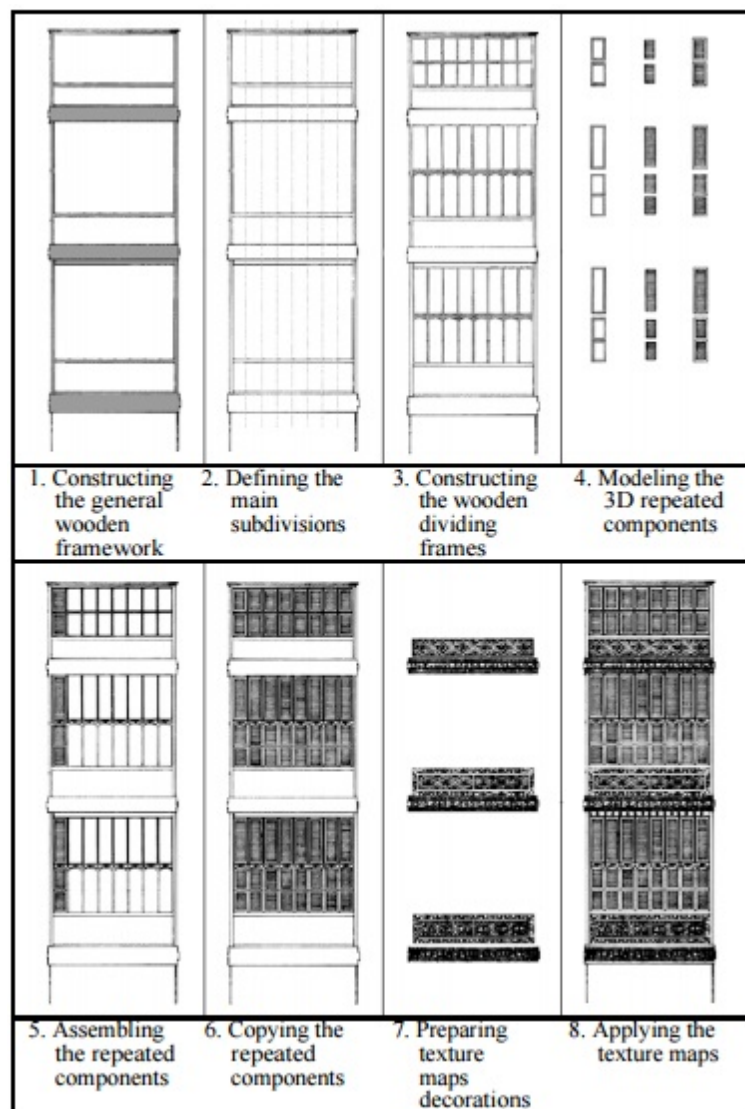 1. Constructing
the general
wooden
framework
2. Defining the
main
subdivisions
3. Constructing
the wooden
dividing
frames
4. Modeling the
3D repeated
components
5. Assembling
the repeated
components
6. Copying the
repeated
components
7. Preparing
texture
maps
decorations
8. Applying the
texture maps